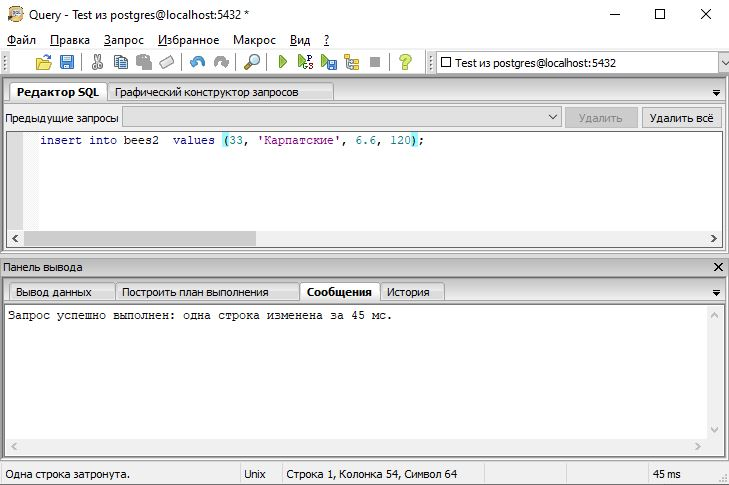 Query - Test из postgres@localhost:5432 *
Файл Правка Запрос Избранное Макрос Вид ?
SQL
Test из postgres@localhost:5432
Редактор SQL Графический конструктор запросов
Предыдущие запросы Удалить Удалить всё
insert into bees2  values (33, 'Карпатские', 6.6, 120);
Панель вывода
Вывод данных Построить план выполнения Сообщения История
Запрос успешно выполнен: одна строка изменена за 45 мс.
Одна строка затронута. Unix Строка 1, Колонка 54, Символ 64 45 ms